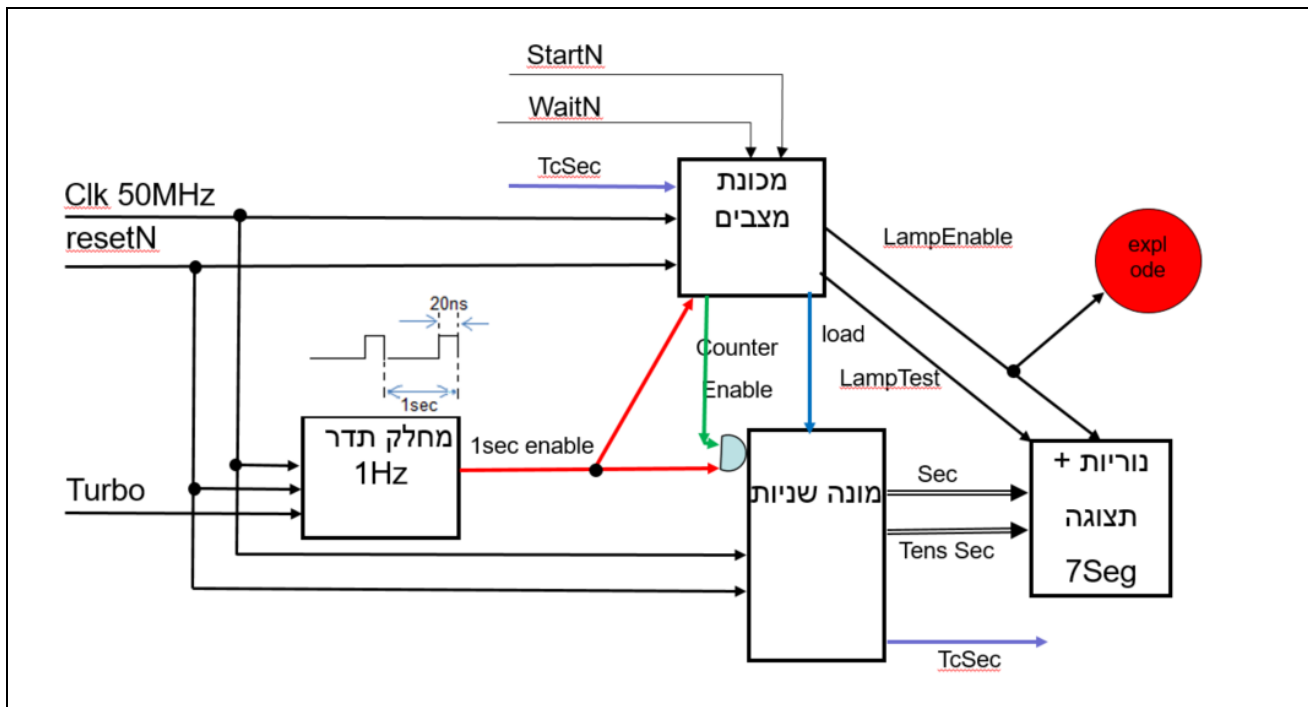 StartN
WaitN
TcSec
Clk 50MHz
resetN
מכונת
מצבים
LampEnable
expl
ode
20ns
1sec
Counter
Enable
load
LampTest
מחלק תדר
1Hz
1sec enable
Turbo
מונה שניות
Sec
Tens Sec
נוריות +
תצוגה
7Seg
TcSec